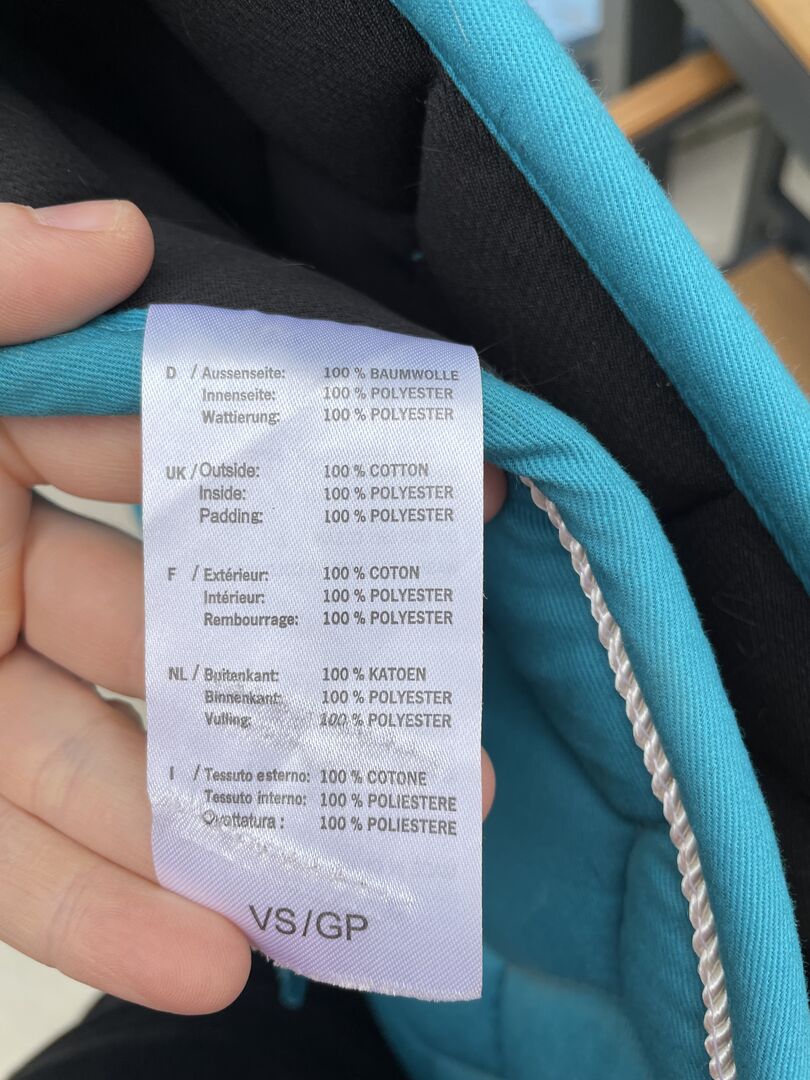 D / Aussenseite: 100 % BAUMWOLLE
Innenseite: 100 % POLYESTER
Wattierung: 100 % POLYESTER
UK / Outside: 100 % COTTON
Inside: 100 % POLYESTER
Padding: 100 % POLYESTER
F / Extérieur: 100 % COTON
Intérieur: 100 % POLYESTER
Rembourrage: 100 % POLYESTER
NL / Buitenkant: 100 % KATOEN
Binnenkant: 100 % POLYESTER
Vulling: 100 % POLYESTER
I / Tessuto esterno: 100 % COTONE
Tessuto interno: 100 % POLIESTERE
Ovattatura : 100 % POLIESTERE
VS/GP